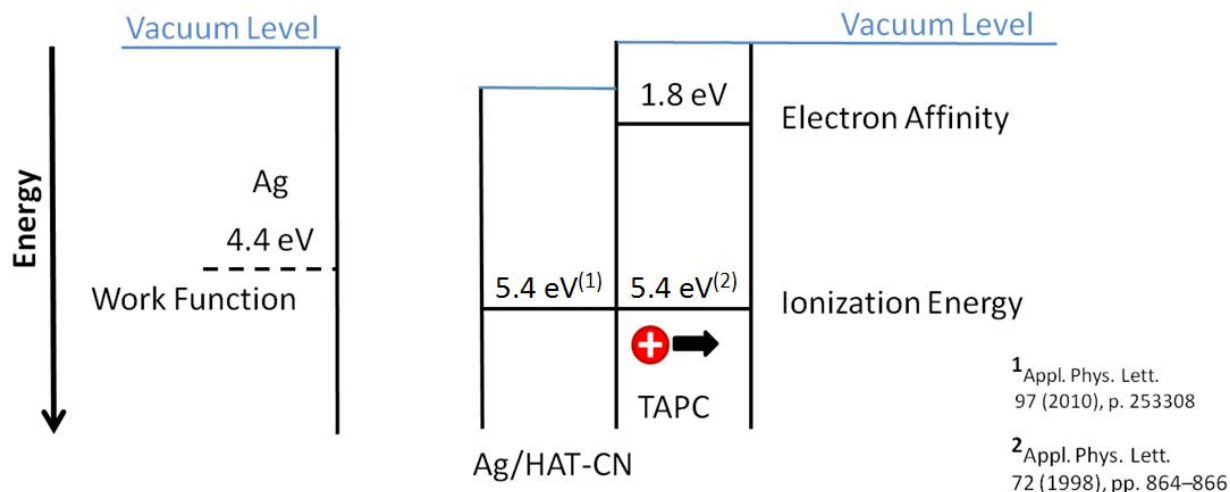 Vacuum Level
Vacuum Level
1.8 eV
Electron Affinity
Energy
Ag
4.4 eV
Work Function
5.4 eV(1)
5.4 eV(2)
Ionization Energy
+
TAPC
Ag/HAT-CN
1Appl. Phys. Lett.
97 (2010), p. 253308
2Appl. Phys. Lett.
72 (1998), pp. 864–866